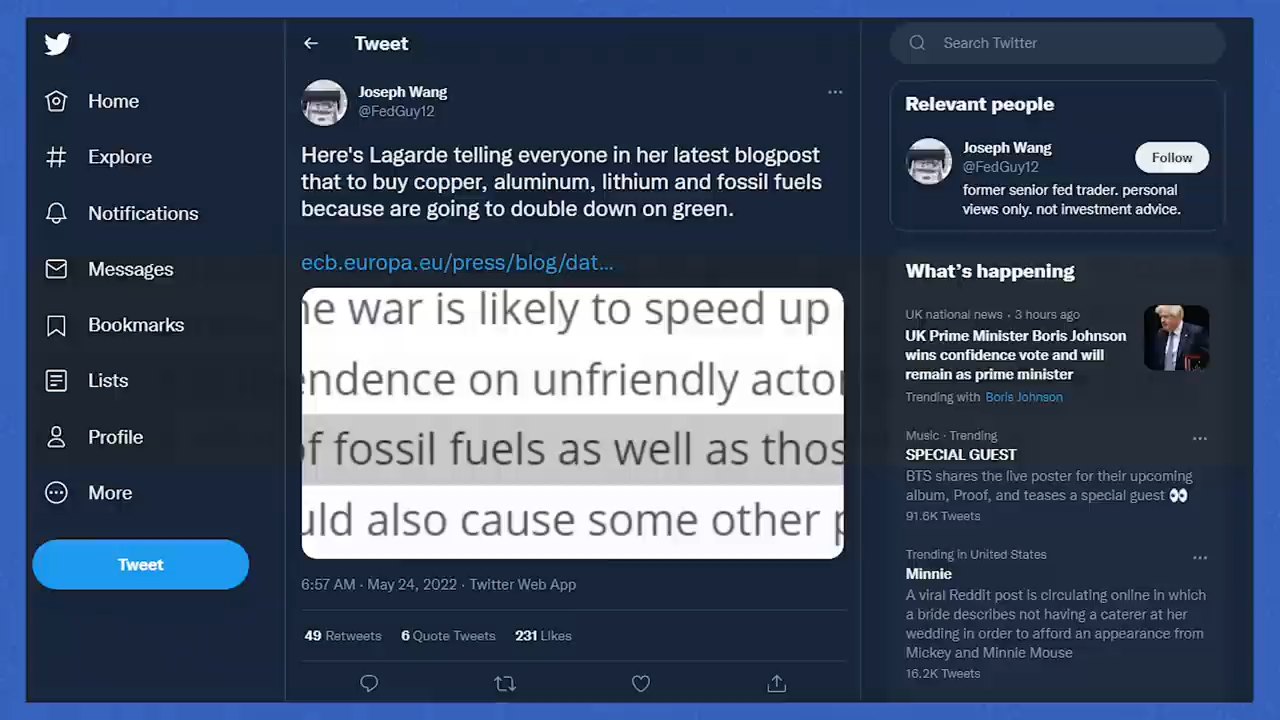 Home
Explore
Notifications
Messages
Bookmarks
Lists
Profile
More
Tweet
Tweet
Joseph Wang
@FedGuy12
Here's Lagarde telling everyone in her latest blogpost
that to buy copper, aluminum, lithium and fossil fuels
because are going to double down on green.
ecb.europa.eu/press/blog/dat...
war is likely to speed up
on unfriendly
fossil fuels as well as
also cause some other
6:57 AM · May 24, 2022 · Twitter Web App
49 Retweets 6 Quote Tweets 231 Likes
Search Twitter
Relevant people
Joseph Wang
@FedGuy12
Follow
former senior fed trader. personal
views only. not investment advice.
What's happening
UK national news · 3 hours ago
UK Prime Minister Boris Johnson
wins confidence vote and will
remain as prime minister
Trending with Boris Johnson
Music · Trending
SPECIAL GUEST
BTS shares the live poster for their upcoming
album, Proof, and teases a special guest 👀
91.6K Tweets
Trending in United States
Minnie
A viral Reddit post is circulating online in which
a bride describes not having a caterer at her
wedding in order to afford an appearance from
Mickey and Minnie Mouse
16.2K Tweets